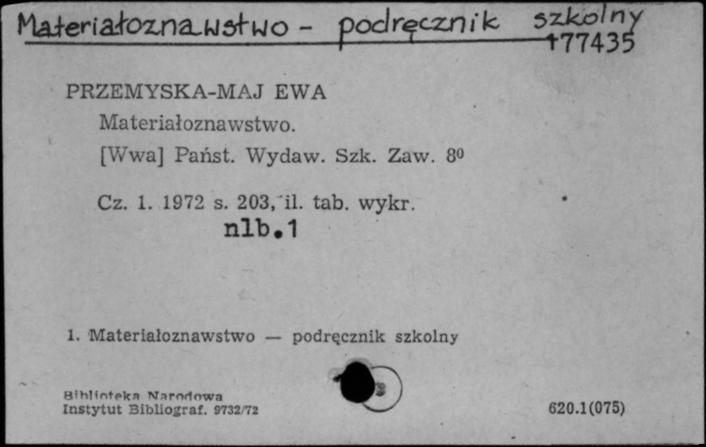 Materiałoznawstwo - podręcznik szkolny
177435
PRZEMYSKA-MAJ EWA
Materiałoznawstwo.
[Wwa] Państ. Wydaw. Szk. Zaw. 8⁰
Cz. 1. 1972 s. 203, il. tab. wykr.
nlb.1
1. Materiałoznawstwo — podręcznik szkolny
Biblioteka Narodowa
Instytut Bibliograf. 9732/72
620.1(075)